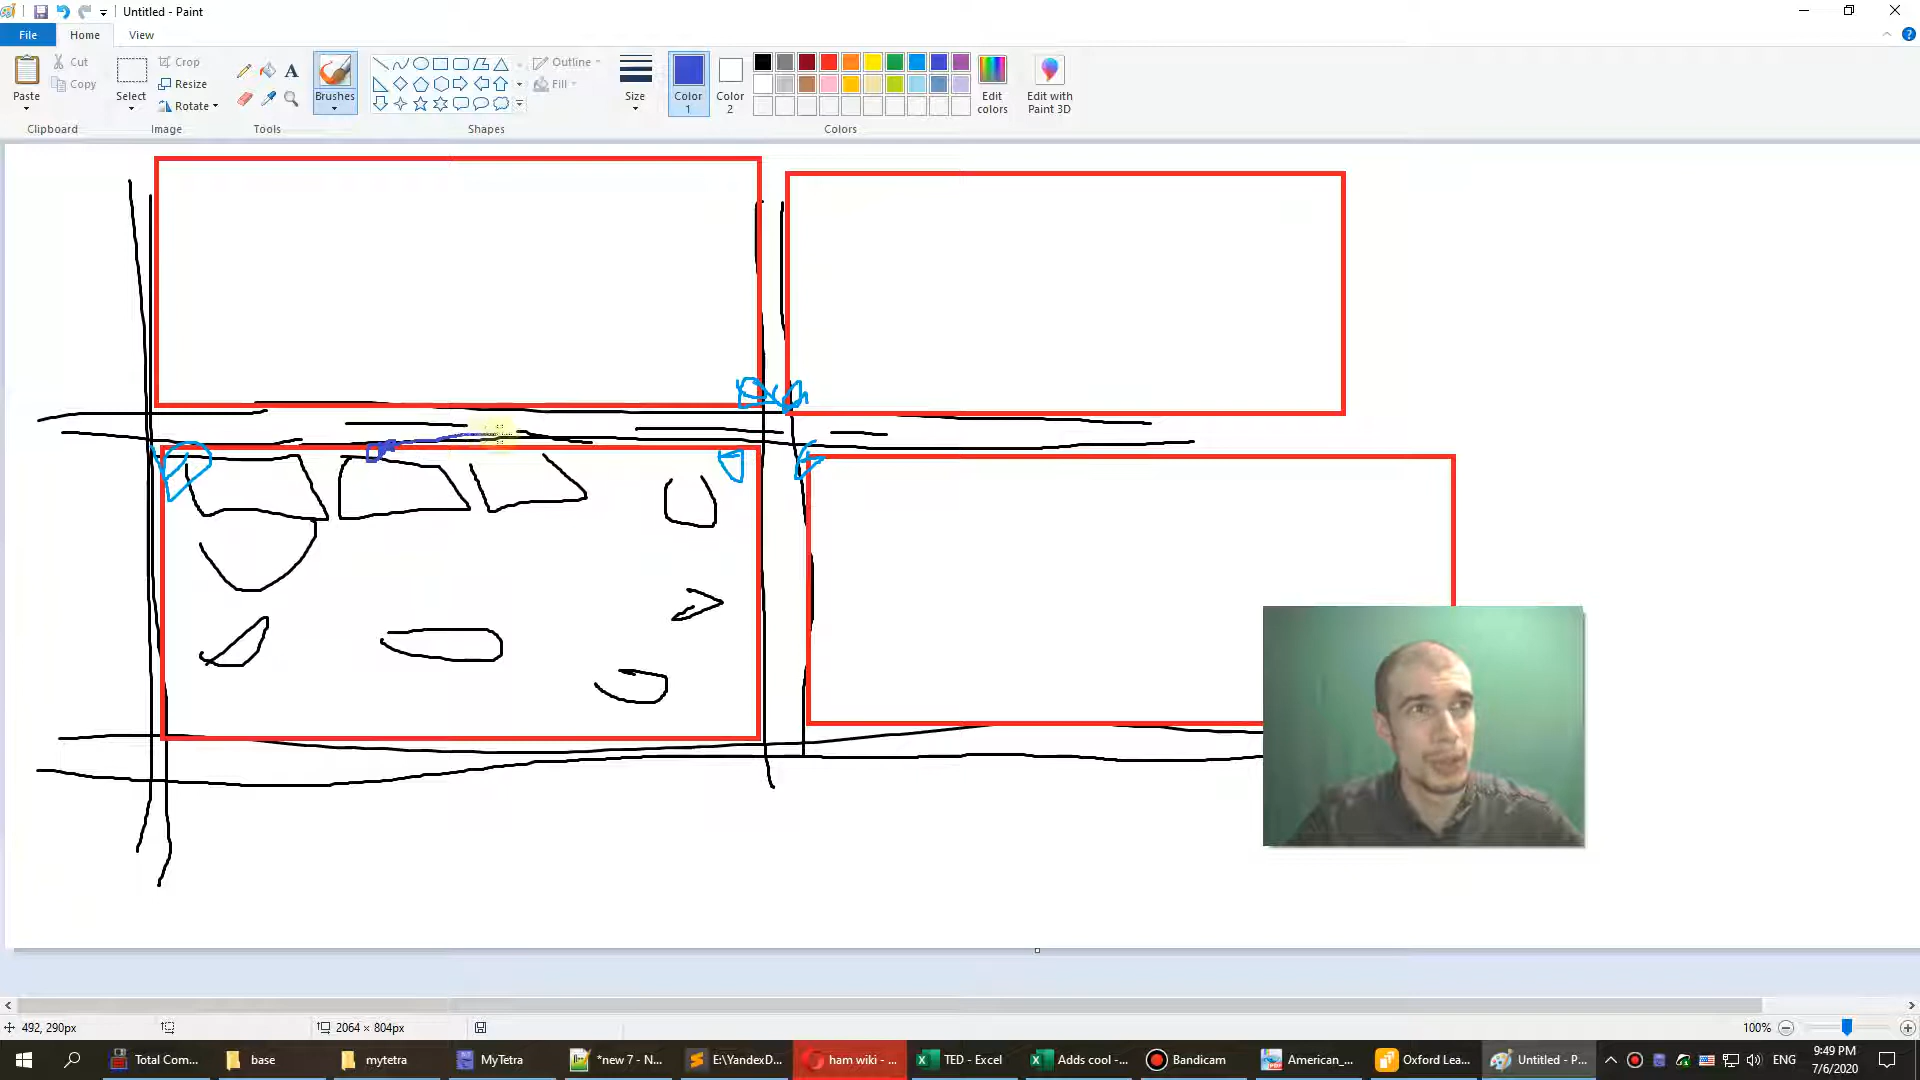 Untitled - Paint
File Home View
Paste
Cut
Copy
Clipboard
Select
Crop
Resize
Rotate
Image
A
Tools
Brushes
Shapes
Outline
Fill
Size
Color 1
Color 2
Edit colors
Edit with Paint 3D
Colors
492, 290px
2064 × 804px
100%
Total Com...
base
mytetra
MyTetra
*new 7 - N...
E:\YandexD...
ham wiki - ...
TED - Excel
Adds cool -...
Bandicam
American_...
Oxford Lea...
Untitled - P...
ENG
9:49 PM
7/6/2020